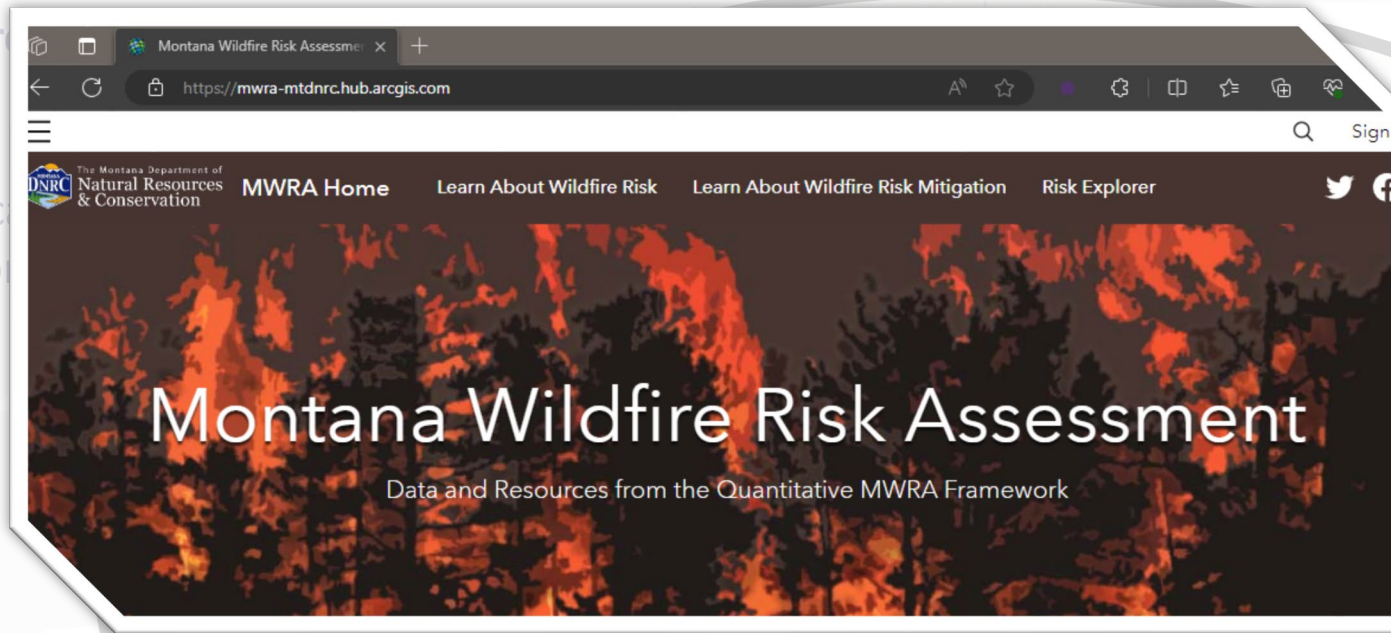 Montana Wildfire Risk Assessme
https://mwra-mtdnrc.hub.arcgis.com
Sign
DNRC
The Montana Department of
Natural Resources
& Conservation
MWRA Home
Learn About Wildfire Risk
Learn About Wildfire Risk Mitigation
Risk Explorer
Montana Wildfire Risk Assessment
Data and Resources from the Quantitative MWRA Framework